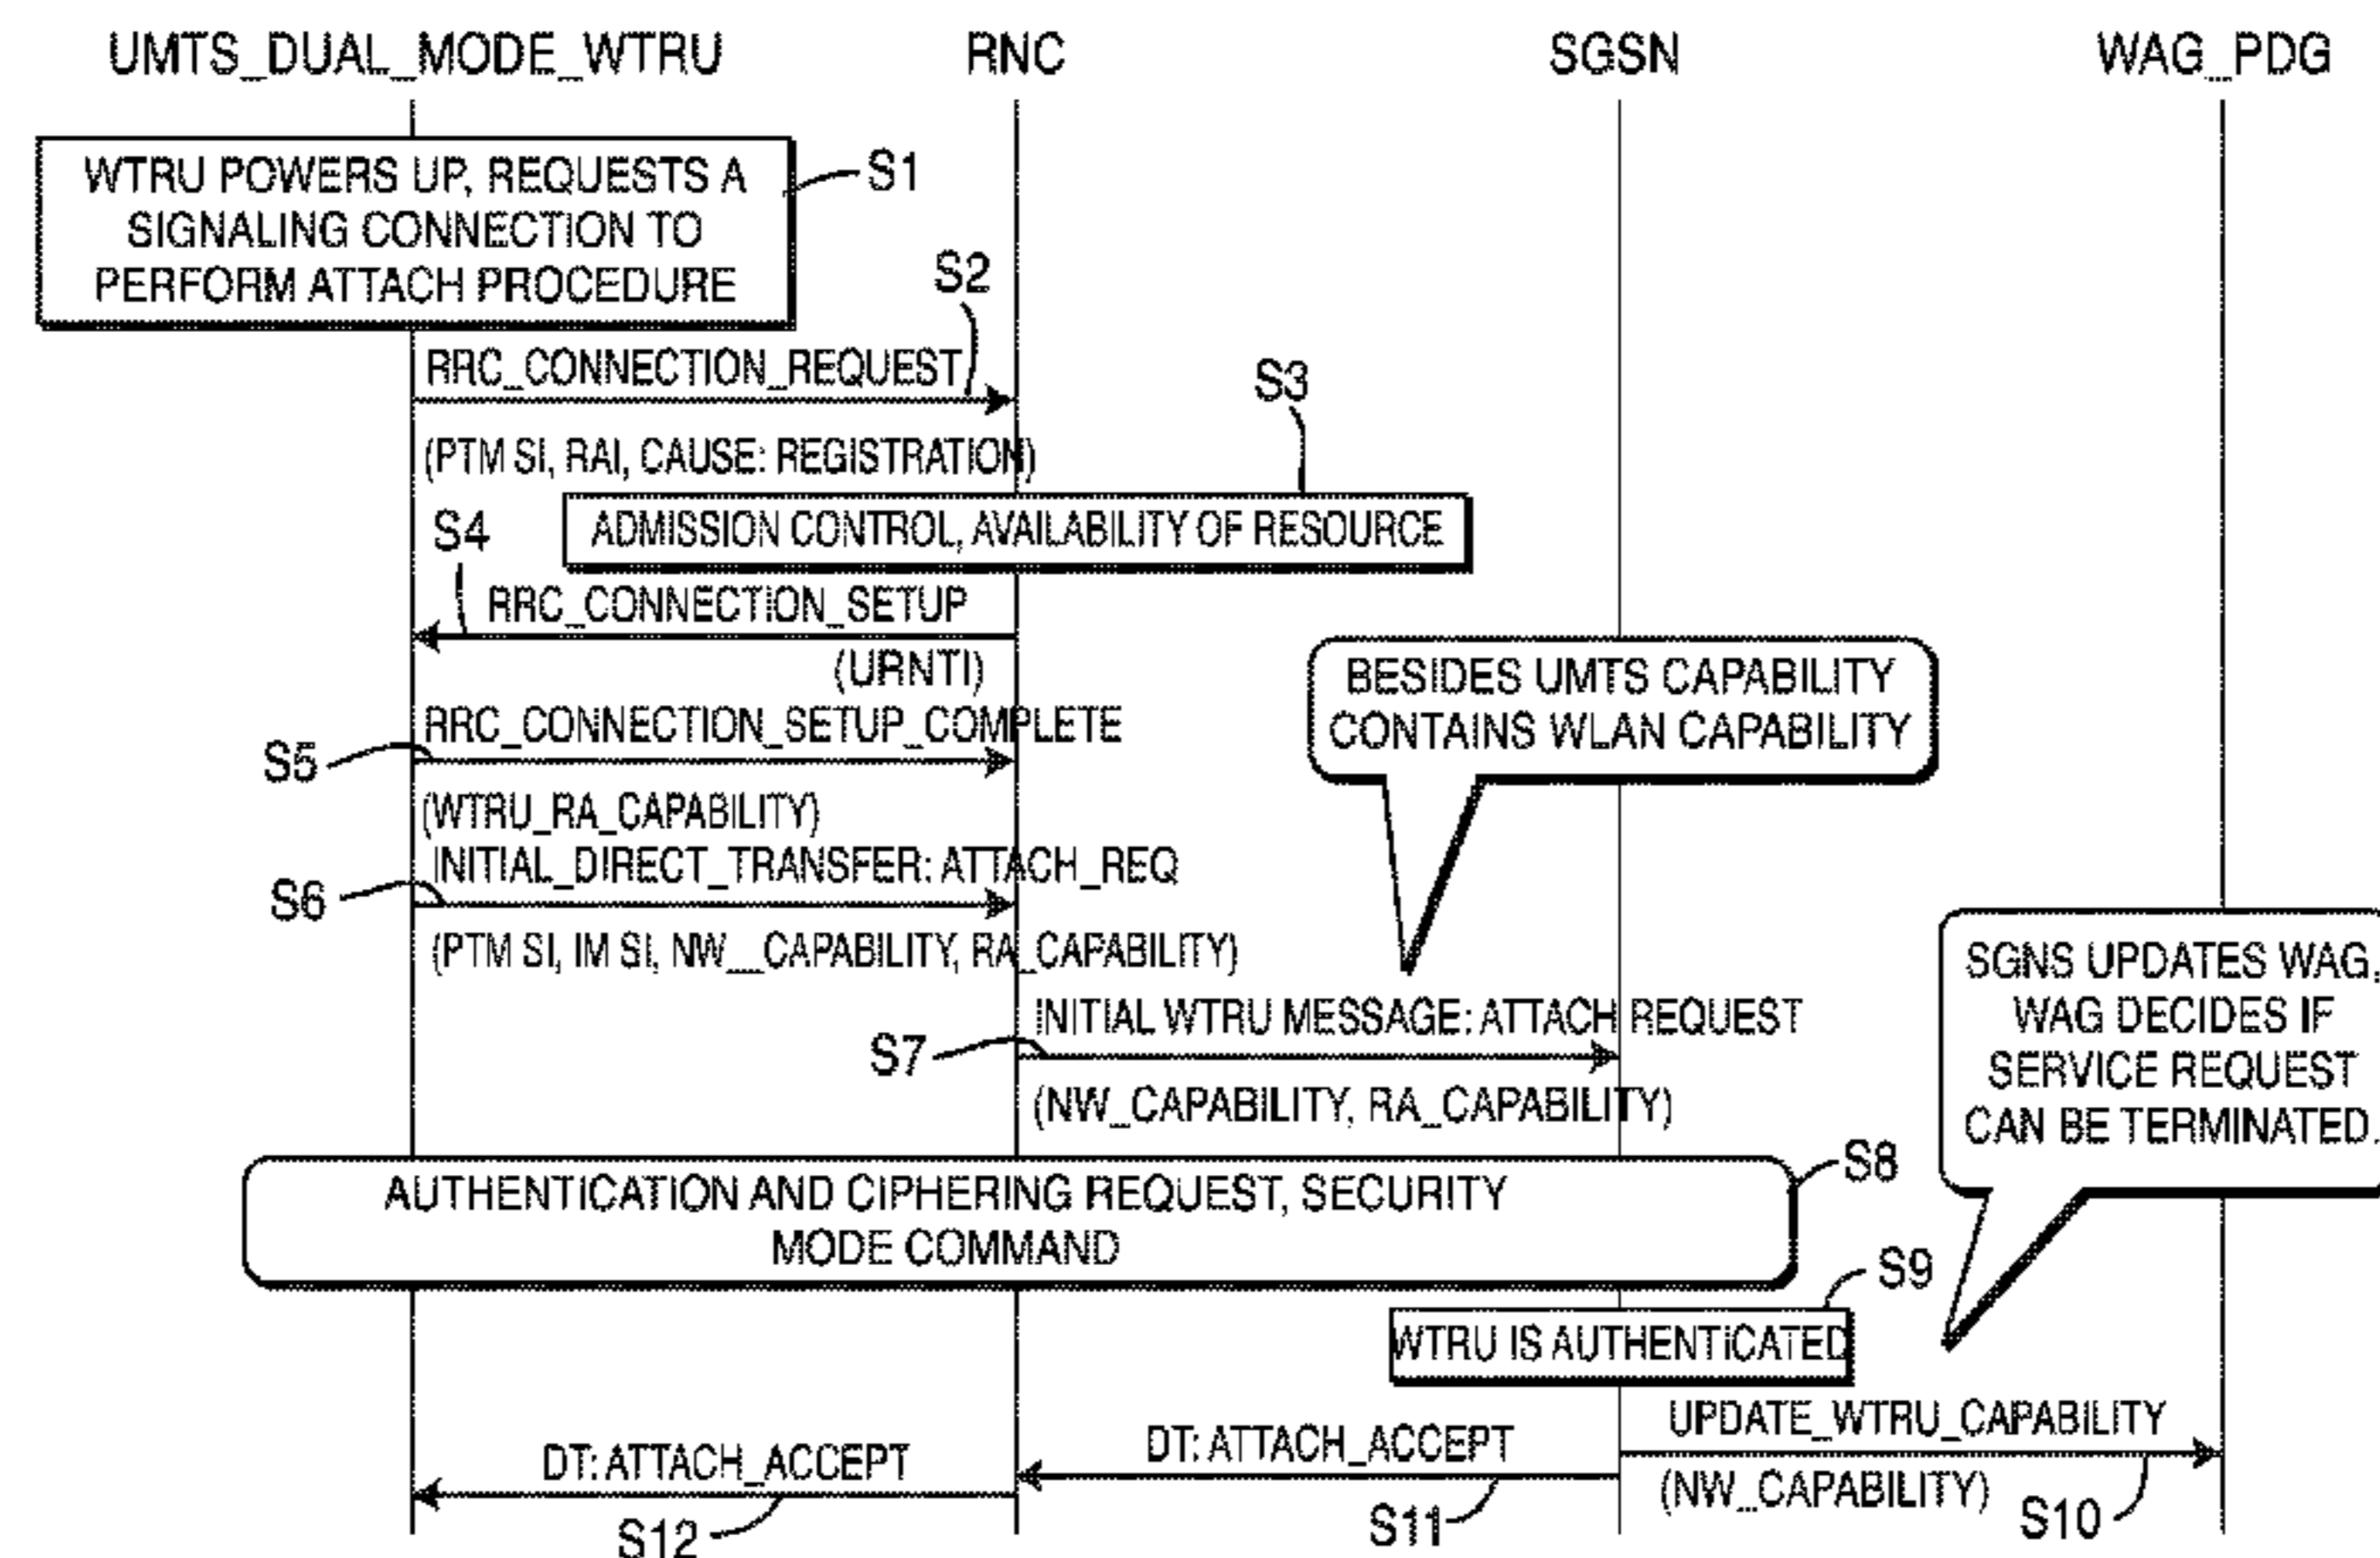 UMTS_DUAL_MODE_WTRU RNC SGSN WAG_PDG
WTRU POWERS UP, REQUESTS A
SIGNALING CONNECTION TO
PERFORM ATTACH PROCEDURE
S1
S2
RRC_CONNECTION_REQUEST
(PTM SI, RAI, CAUSE: REGISTRATION)
S3
ADMISSION CONTROL, AVAILABILITY OF RESOURCE
S4
RRC_CONNECTION_SETUP
(URNTI)
BESIDES UMTS CAPABILITY
CONTAINS WLAN CAPABILITY
RRC_CONNECTION_SETUP_COMPLETE
S5
(WTRU_RA_CAPABILITY)
INITIAL_DIRECT_TRANSFER: ATTACH_REQ
S6
(PTM SI, IM SI, NW__CAPABILITY, RA_CAPABILITY)
SGNS UPDATES WAG.
WAG DECIDES IF
SERVICE REQUEST
CAN BE TERMINATED.
INITIAL WTRU MESSAGE: ATTACH REQUEST
S7
(NW_CAPABILITY, RA_CAPABILITY)
S8
AUTHENTICATION AND CIPHERING REQUEST, SECURITY
MODE COMMAND
S9
WTRU IS AUTHENTICATED
UPDATE_WTRU_CAPABILITY
(NW_CAPABILITY)
S10
DT: ATTACH_ACCEPT
S11
DT: ATTACH_ACCEPT
S12